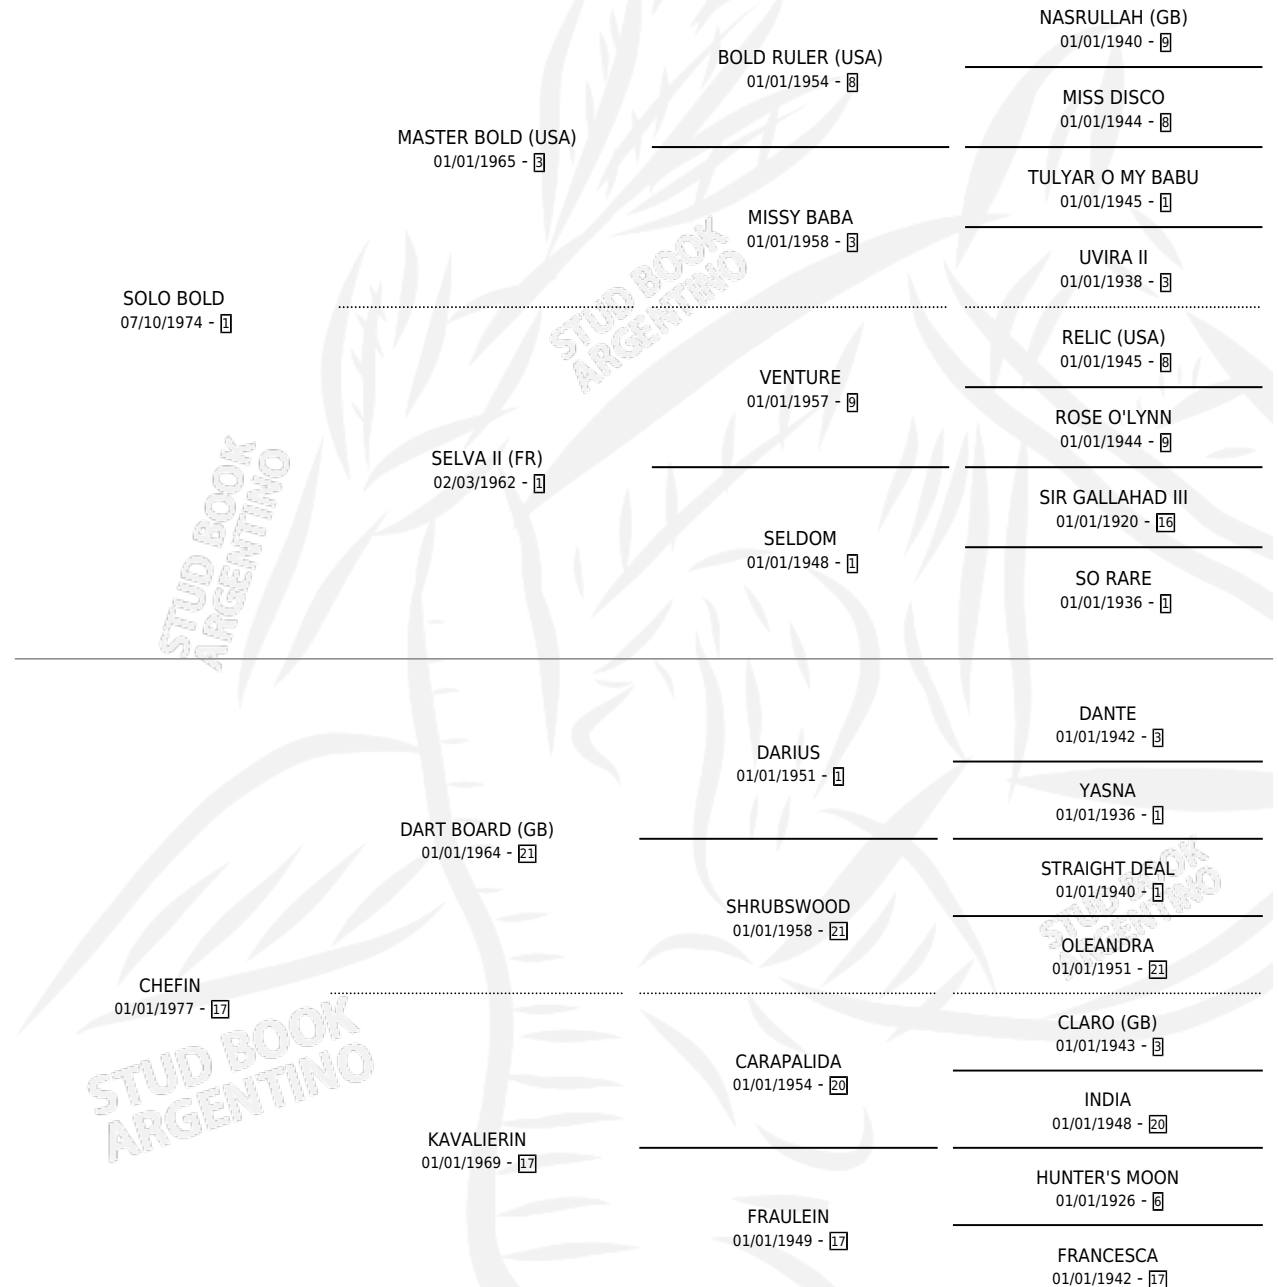 NASRULLAH (GB)
01/01/1940 - 9
BOLD RULER (USA)
01/01/1954 - 8
MISS DISCO
01/01/1944 - 8
MASTER BOLD (USA)
01/01/1965 - 3
TULYAR O MY BABU
01/01/1945 - 1
MISSY BABA
01/01/1958 - 3
UVIRA II
01/01/1938 - 3
SOLO BOLD
07/10/1974 - 1
RELIC (USA)
01/01/1945 - 8
VENTURE
01/01/1957 - 9
ROSE O'LYNN
01/01/1944 - 9
SELVA II (FR)
02/03/1962 - 1
SIR GALLAHAD III
01/01/1920 - 16
SELDOM
01/01/1948 - 1
SO RARE
01/01/1936 - 1
STUD BOOK
ARGENTINO
STUD BOOK
ARGENTINO
DANTE
01/01/1942 - 3
DARIUS
01/01/1951 - 1
YASNA
01/01/1936 - 1
DART BOARD (GB)
01/01/1964 - 21
STRAIGHT DEAL
01/01/1940 - 1
SHRUBSWOOD
01/01/1958 - 21
OLEANDRA
01/01/1951 - 21
CHEFIN
01/01/1977 - 17
CLARO (GB)
01/01/1943 - 3
CARAPALIDA
01/01/1954 - 20
INDIA
01/01/1948 - 20
KAVALIERIN
01/01/1969 - 17
HUNTER'S MOON
01/01/1926 - 6
FRAULEIN
01/01/1949 - 17
FRANCESCA
01/01/1942 - 17
STUD BOOK
ARGENTINO
STUD BOOK
ARGENTINO